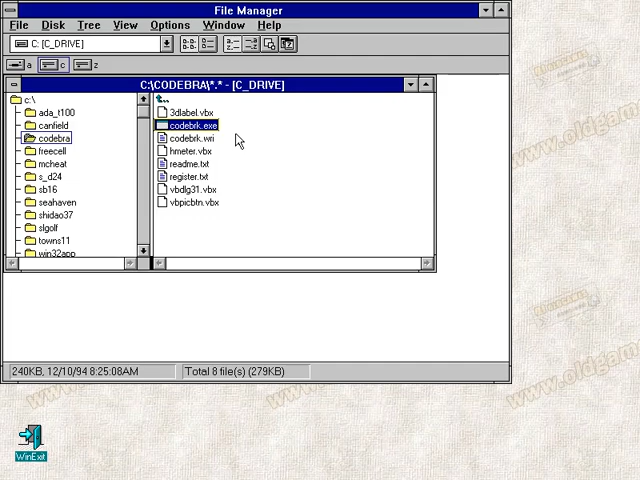 File Manager
File Disk Tree View Options Window Help
C: [C_DRIVE]
a c z
C:\CODEBRA\*.* - [C_DRIVE]
c:\
ada_t100
canfield
codebra
freecell
mcheat
s_d24
sb16
seahaven
shidao37
slgolf
towns11
win32app
..
3dlabel.vbx
codebrk.exe
codebrk.wri
hmeter.vbx
readme.txt
register.txt
vbdlg31.vbx
vbpicbtn.vbx
240KB, 12/10/94 8:25:08AM
Total 8 file(s) (279KB)
WinExit